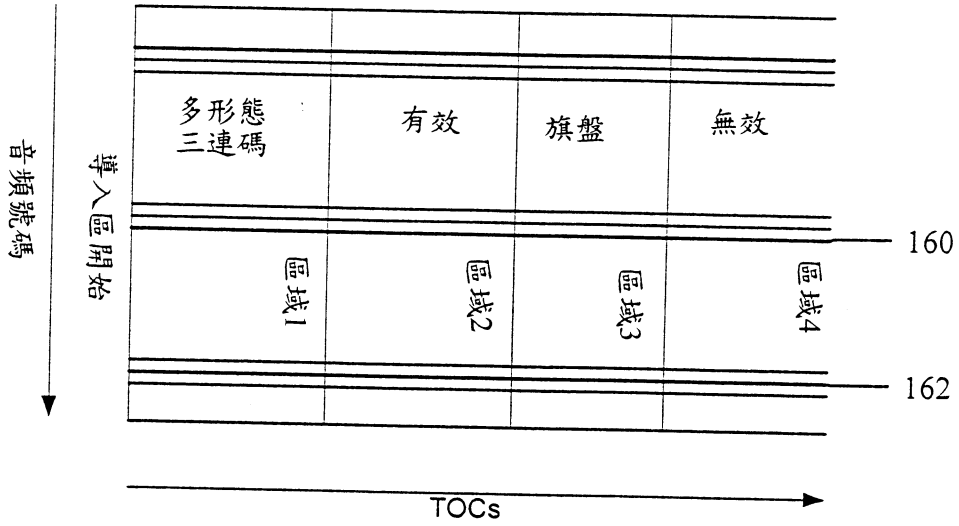 多形態
三連碼
有效
旗盤
無效
音頻號碼
導入區開始
160
區域1
區域2
區域3
區域4
162
TOCs